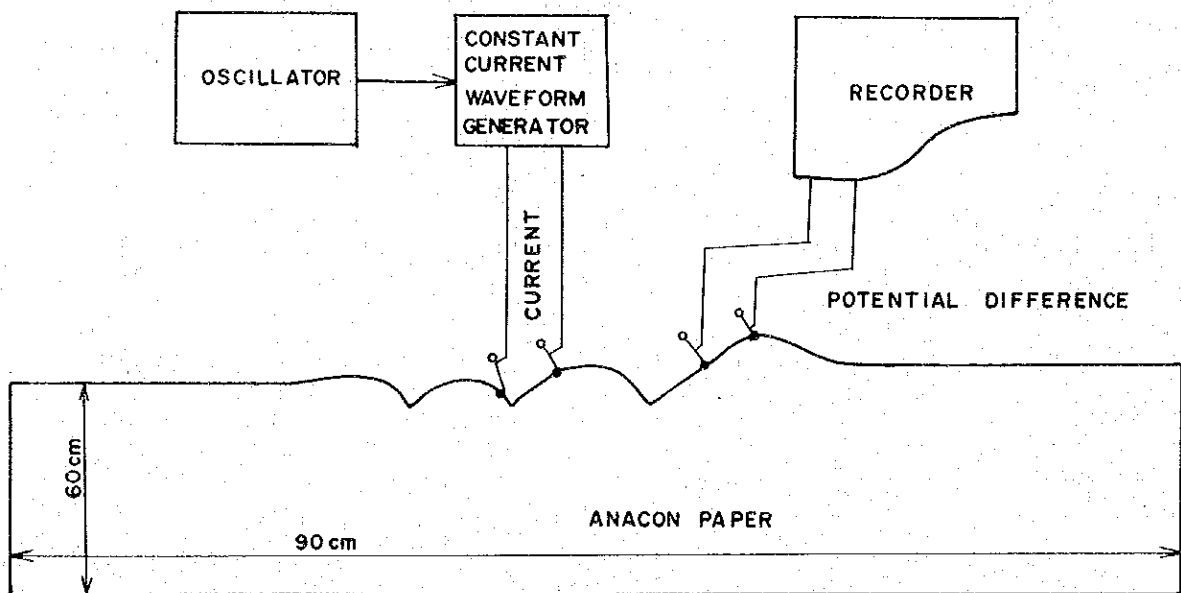 OSCILLATOR
CONSTANT
CURRENT
WAVEFORM
GENERATOR
RECORDER
CURRENT
POTENTIAL DIFFERENCE
60cm
ANACON PAPER
90cm